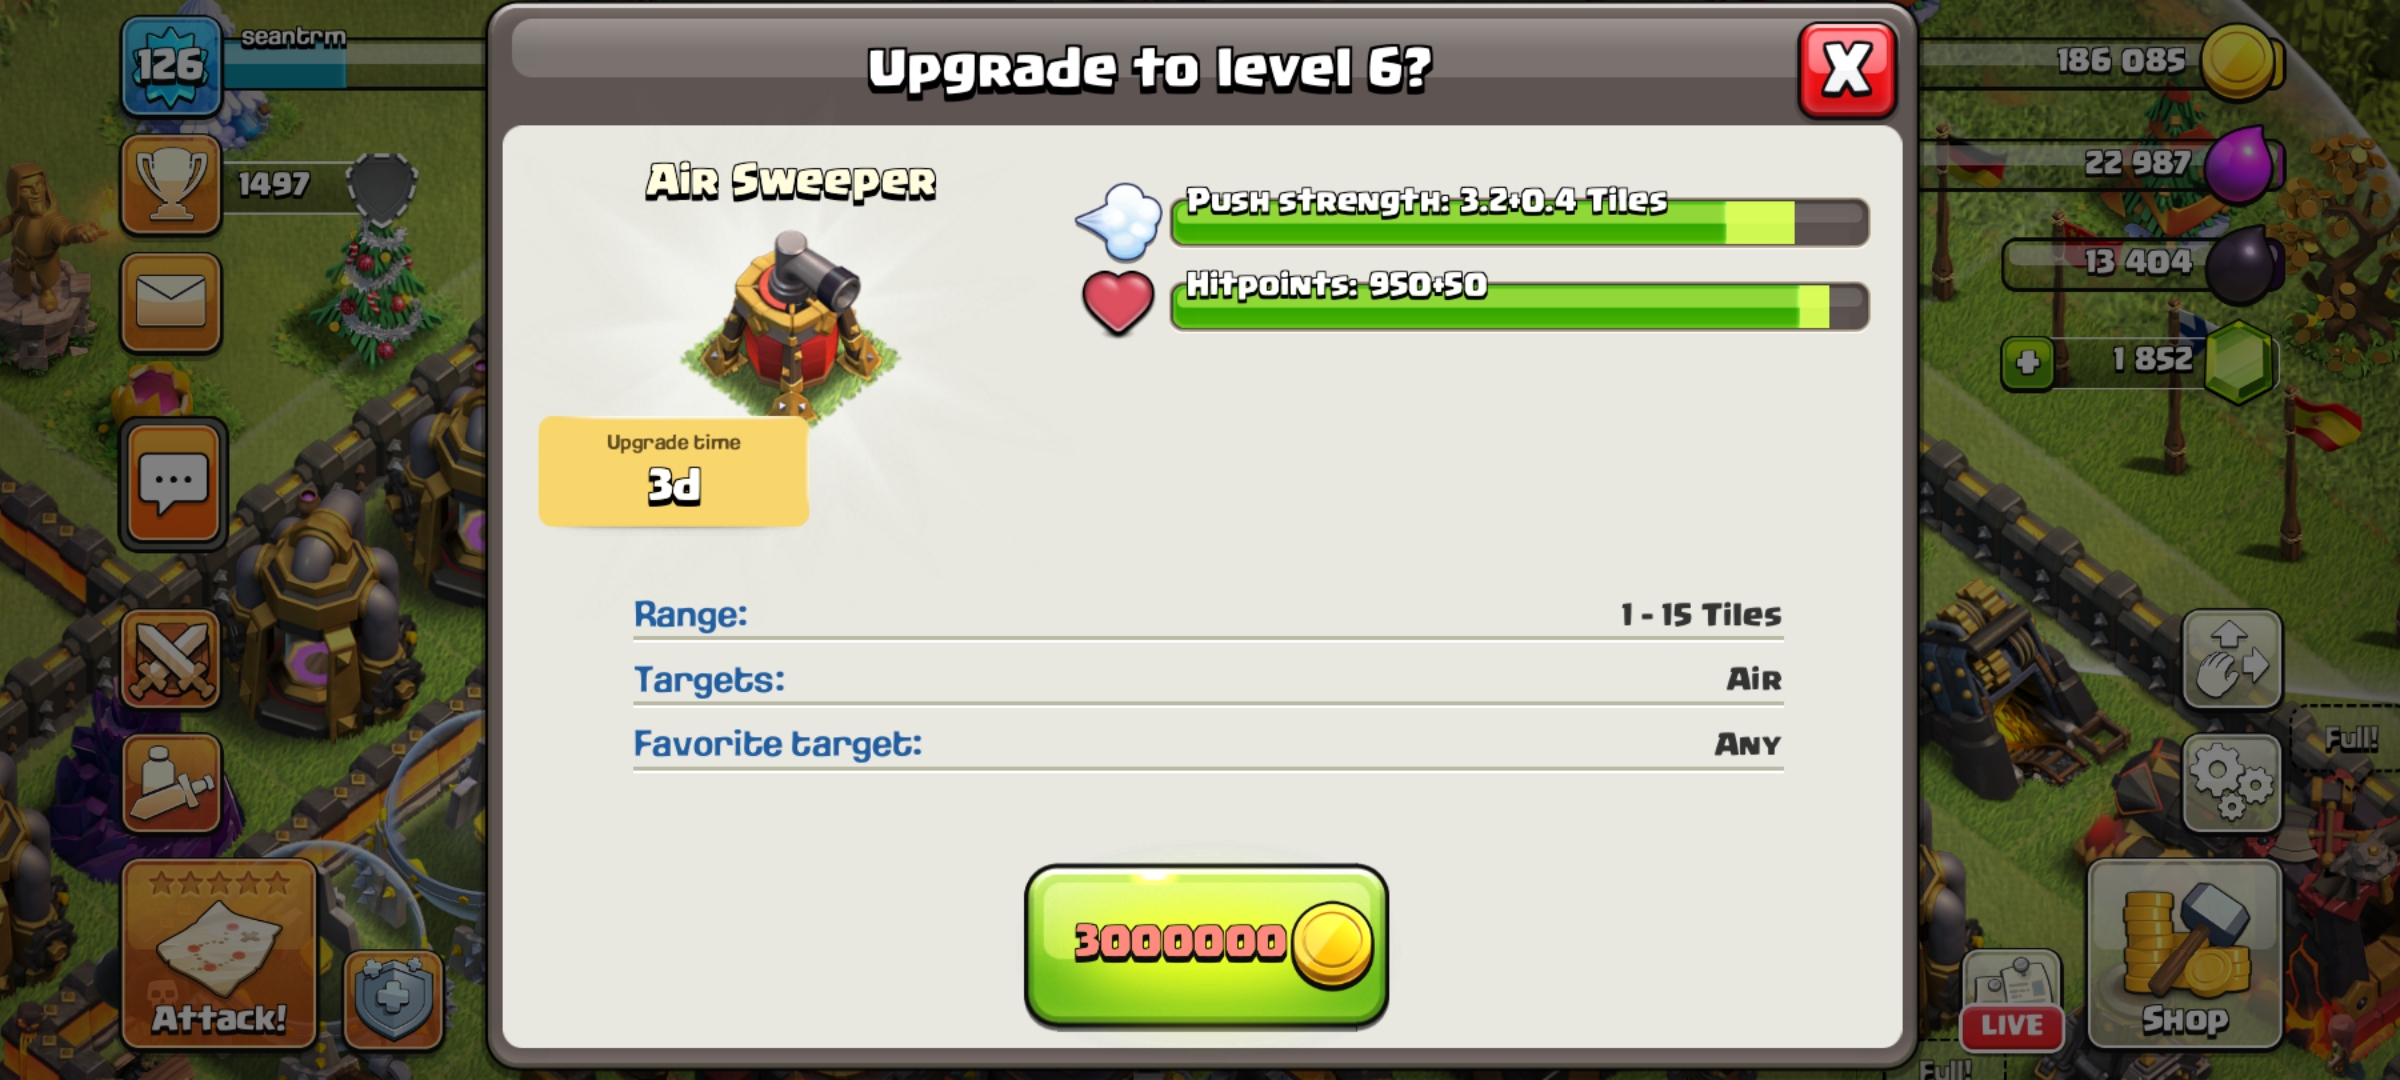 126
seantrm
1497
Attack!
Upgrade to level 6?
X
Air Sweeper
Push strength: 3.2+0.4 Tiles
Hitpoints: 950+50
Upgrade time
3d
Range: 1 - 15 Tiles
Targets: Air
Favorite target: Any
3000000
186 085
22 987
13 404
1 852
Full!
LIVE
Shop
Full!